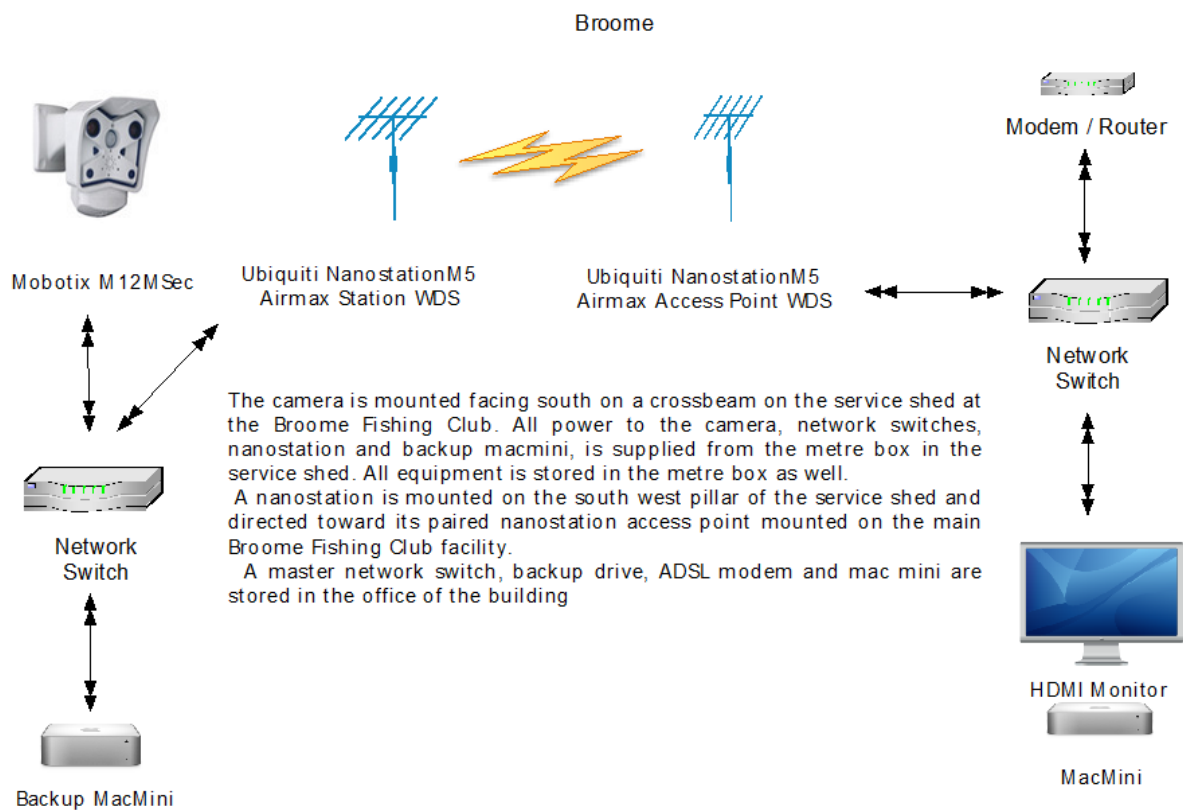 Broome
Modem / Router
Mobotix M12MSec
Ubiquiti NanostationM5
Airmax Station WDS
Ubiquiti NanostationM5
Airmax Access Point WDS
Network
Switch
The camera is mounted facing south on a crossbeam on the service shed at
the Broome Fishing Club. All power to the camera, network switches,
nanostation and backup macmini, is supplied from the metre box in the
service shed. All equipment is stored in the metre box as well.
A nanostation is mounted on the south west pillar of the service shed and
directed toward its paired nanostation access point mounted on the main
Broome Fishing Club facility.
A master network switch, backup drive, ADSL modem and mac mini are
stored in the office of the building
Network
Switch
HDMI Monitor
MacMini
Backup MacMini